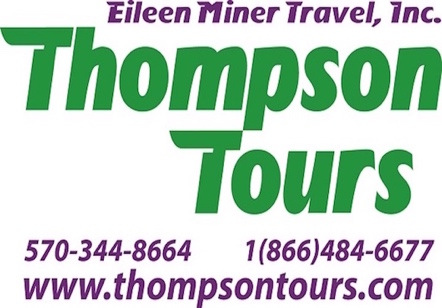 Eileen Miner Travel, Inc.
Thompson
Tours
570-344-8664 1(866)484-6677
www.thompsontours.com